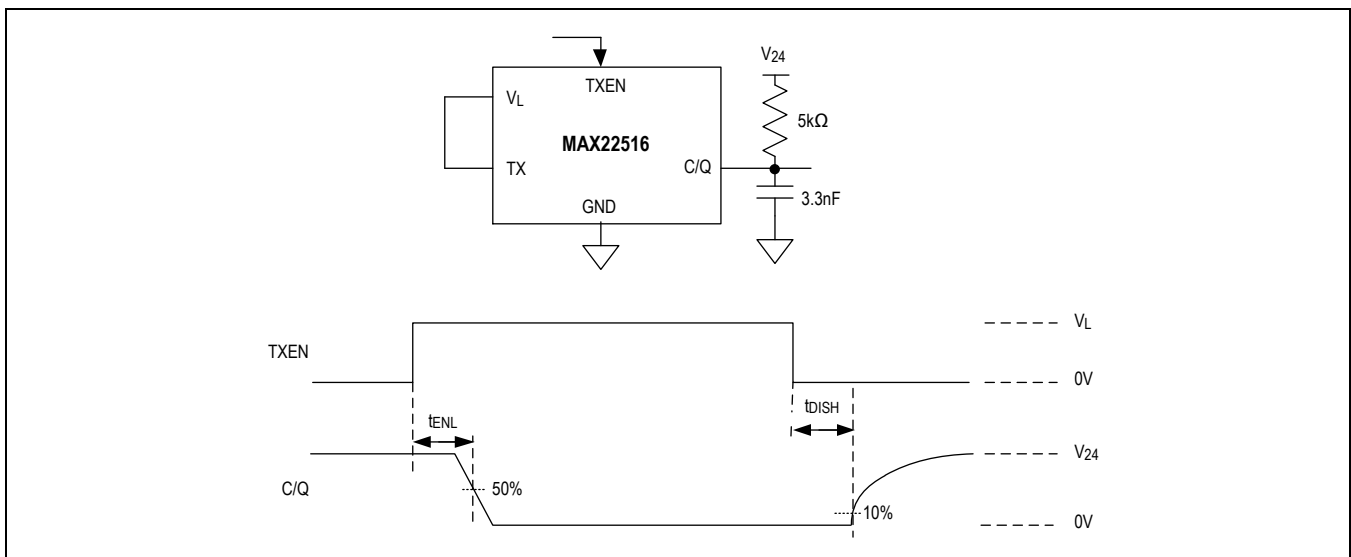 V24
TXEN
VL
5kΩ
MAX22516
TX
C/Q
3.3nF
GND
VL
TXEN
0V
tENL
tDISH
V24
C/Q
50%
10%
0V